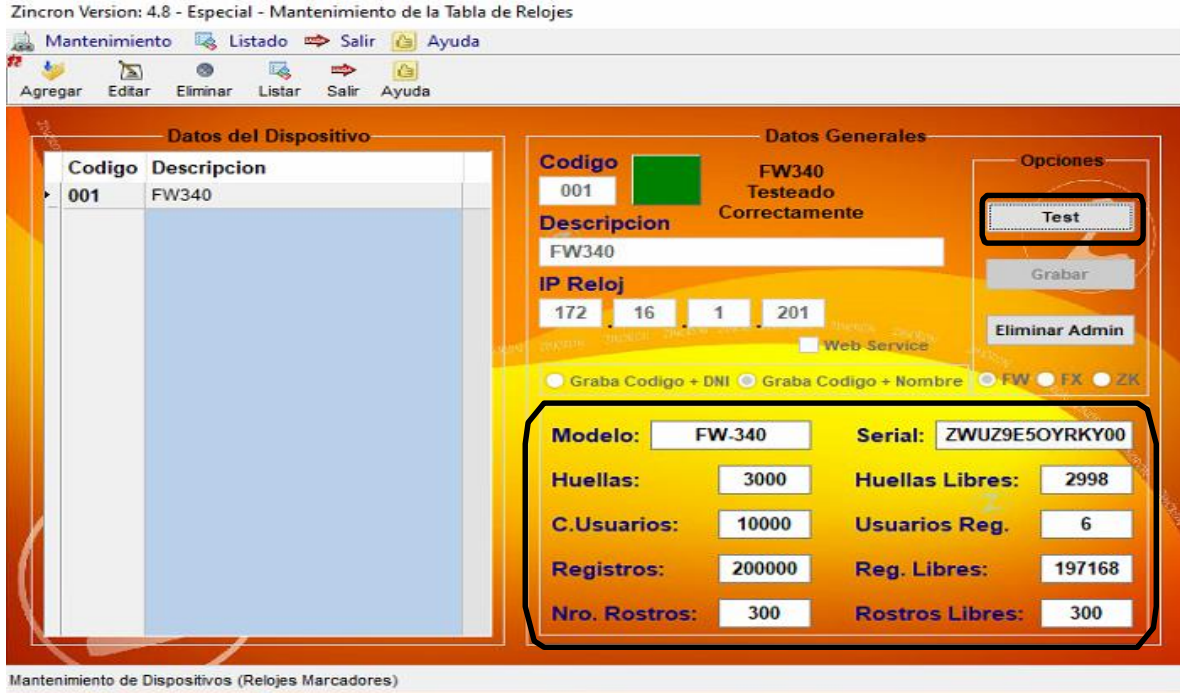 Zincron Version: 4.8 - Especial - Mantenimiento de la Tabla de Relojes
Mantenimiento Listado Salir Ayuda
Agregar Editar Eliminar Listar Salir Ayuda
Datos del Dispositivo
Codigo Descripcion
001 FW340
Datos Generales
Codigo
001
FW340
Testeado
Correctamente
Descripcion
FW340
IP Reloj
172 . 16 . 1 . 201
Web Service
Graba Codigo + DNI Graba Codigo + Nombre FW FX ZK
Opciones
Test
Grabar
Eliminar Admin
Modelo: FW-340 Serial: ZWUZ9E5OYRKY00
Huellas: 3000 Huellas Libres: 2998
C.Usuarios: 10000 Usuarios Reg. 6
Registros: 200000 Reg. Libres: 197168
Nro. Rostros: 300 Rostros Libres: 300
Mantenimiento de Dispositivos (Relojes Marcadores)